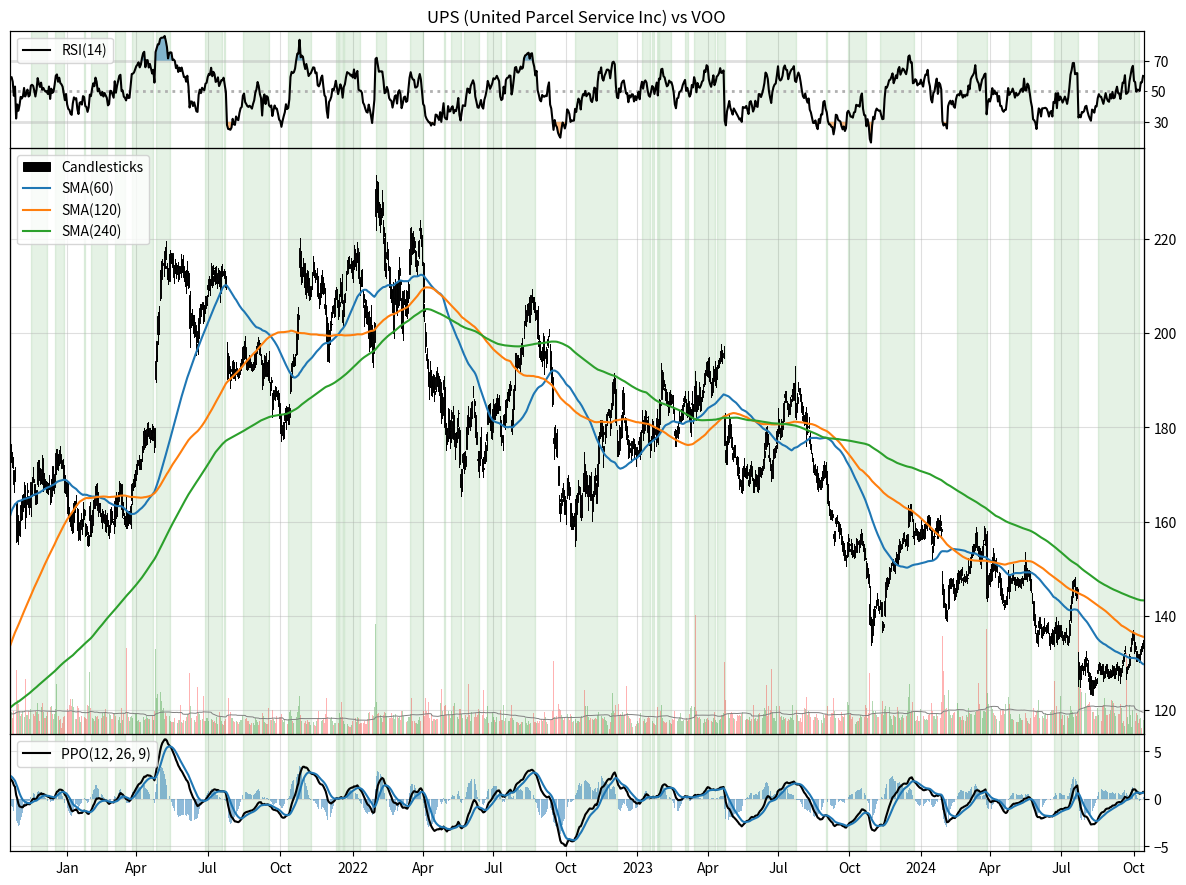 UPS (United Parcel Service Inc) vs VOO
RSI(14)
70
50
30
Candlesticks
SMA(60)
SMA(120)
SMA(240)
220
200
180
160
140
120
PPO(12, 26, 9)
5
0
−5
Jan Apr Jul Oct 2022 Apr Jul Oct 2023 Apr Jul Oct 2024 Apr Jul Oct